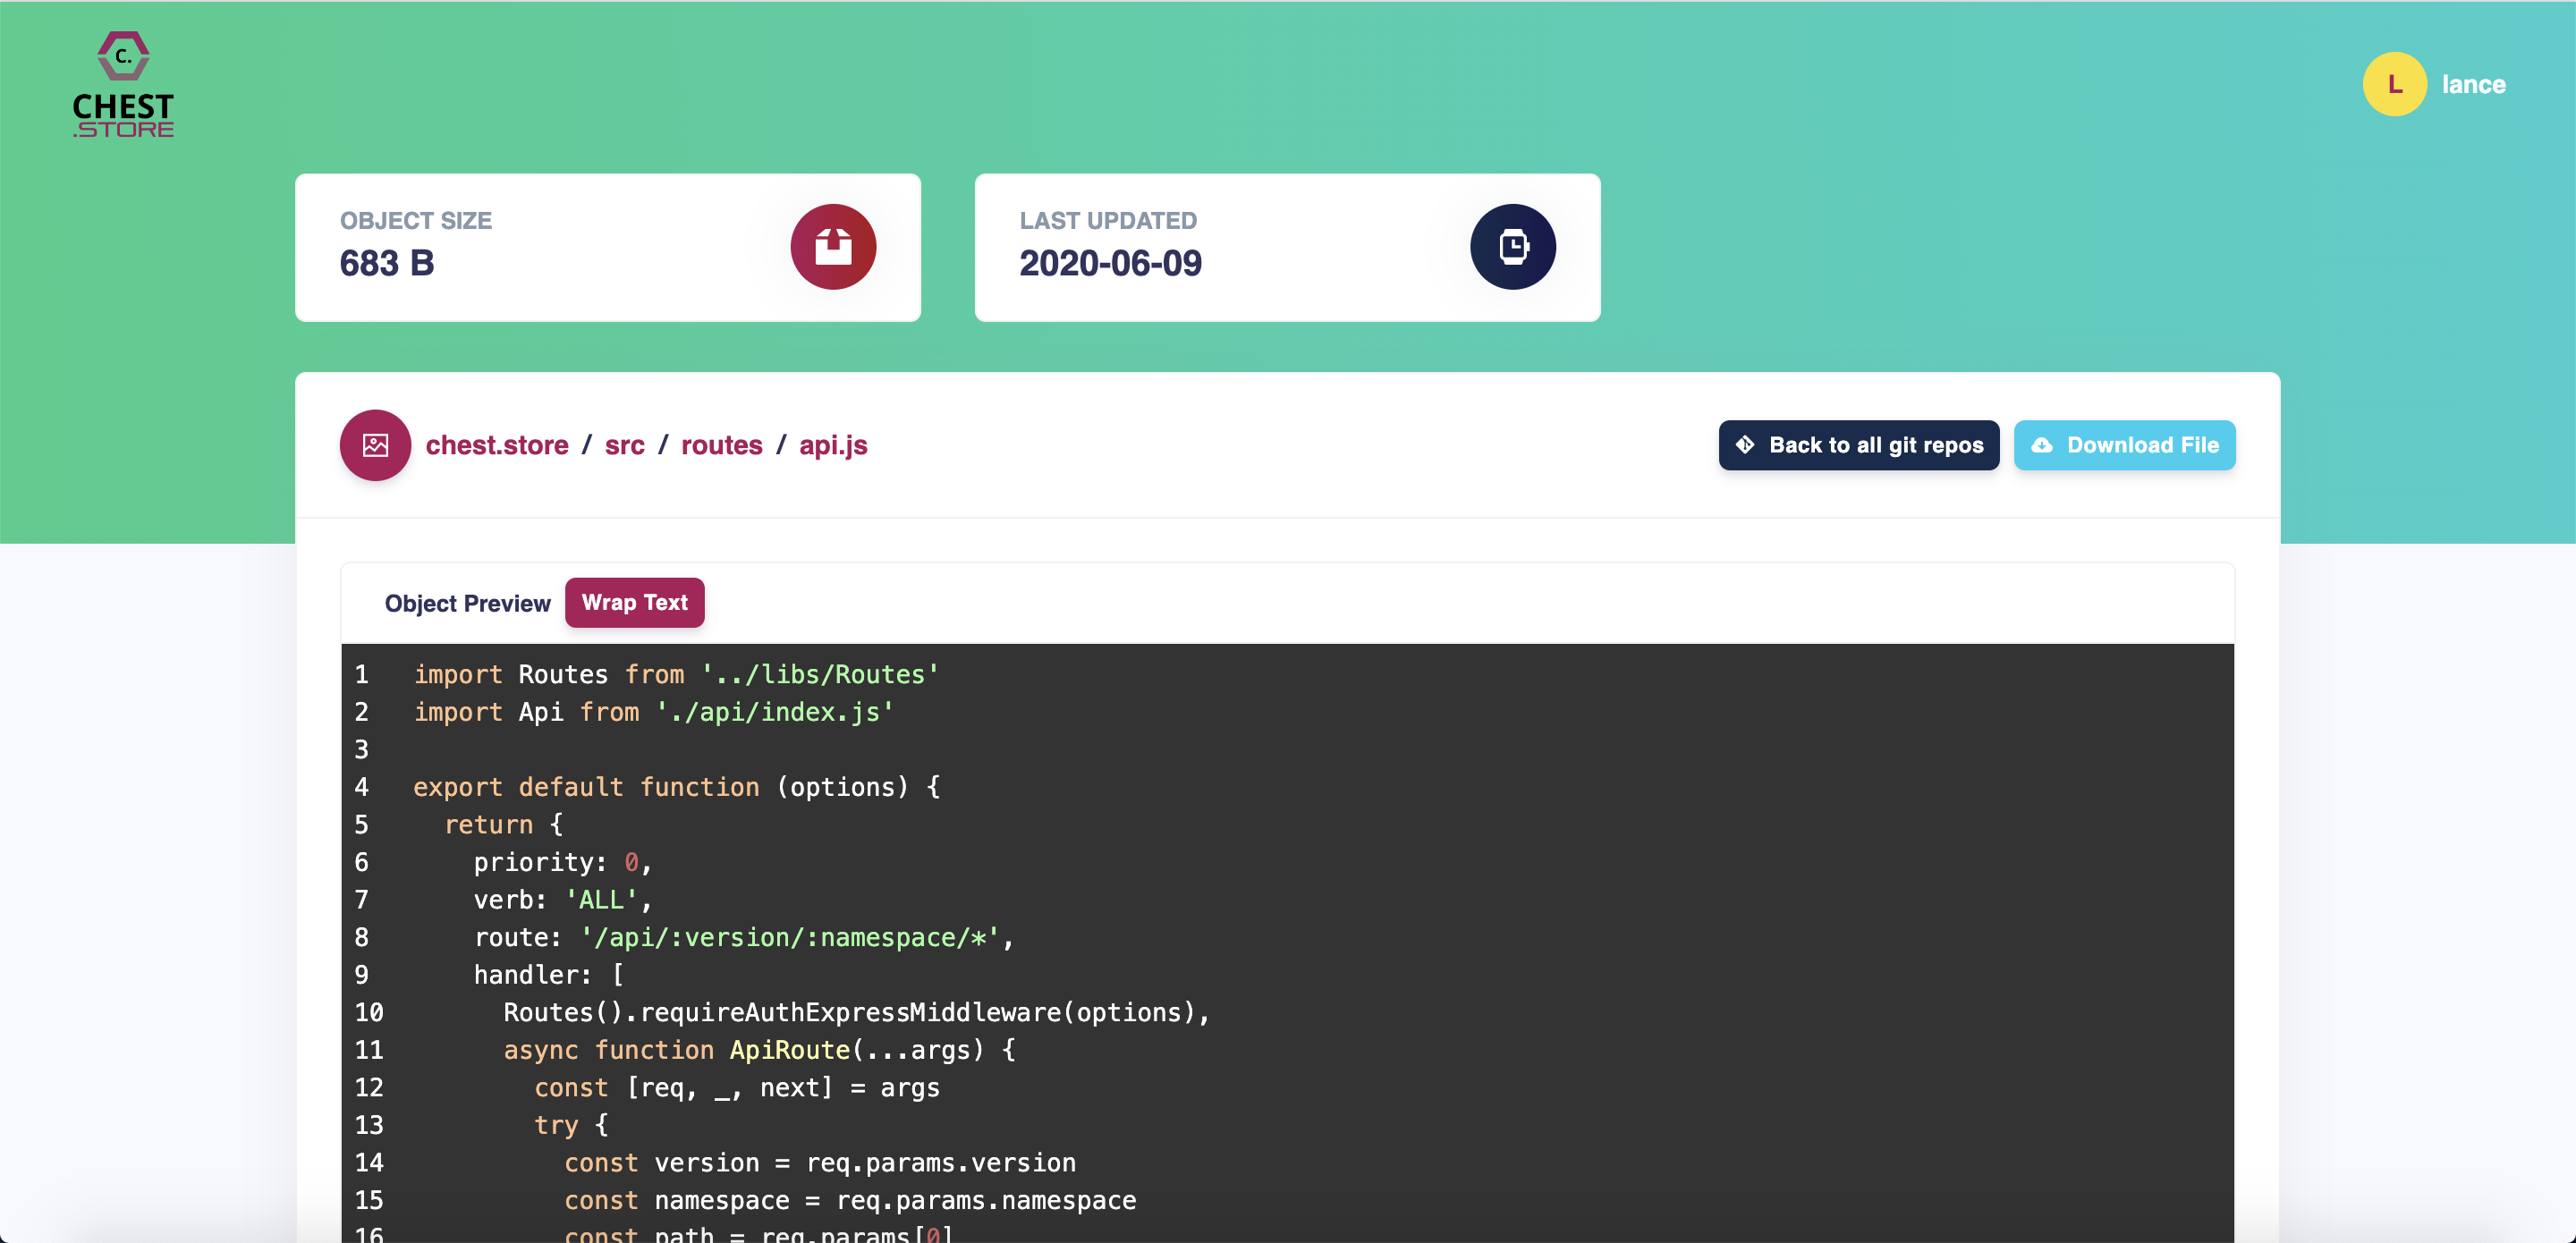 C.
CHEST
.STORE
L lance
OBJECT SIZE
683 B
LAST UPDATED
2020-06-09
chest.store / src / routes / api.js
Back to all git repos
Download File
Object Preview
Wrap Text
1 import Routes from '../libs/Routes'
2 import Api from './api/index.js'
3
4 export default function (options) {
5   return {
6     priority: 0,
7     verb: 'ALL',
8     route: '/api/:version/:namespace/*',
9     handler: [
10       Routes().requireAuthExpressMiddleware(options),
11       async function ApiRoute(...args) {
12         const [req, _, next] = args
13         try {
14           const version = req.params.version
15           const namespace = req.params.namespace
16           const path = req.params[0]